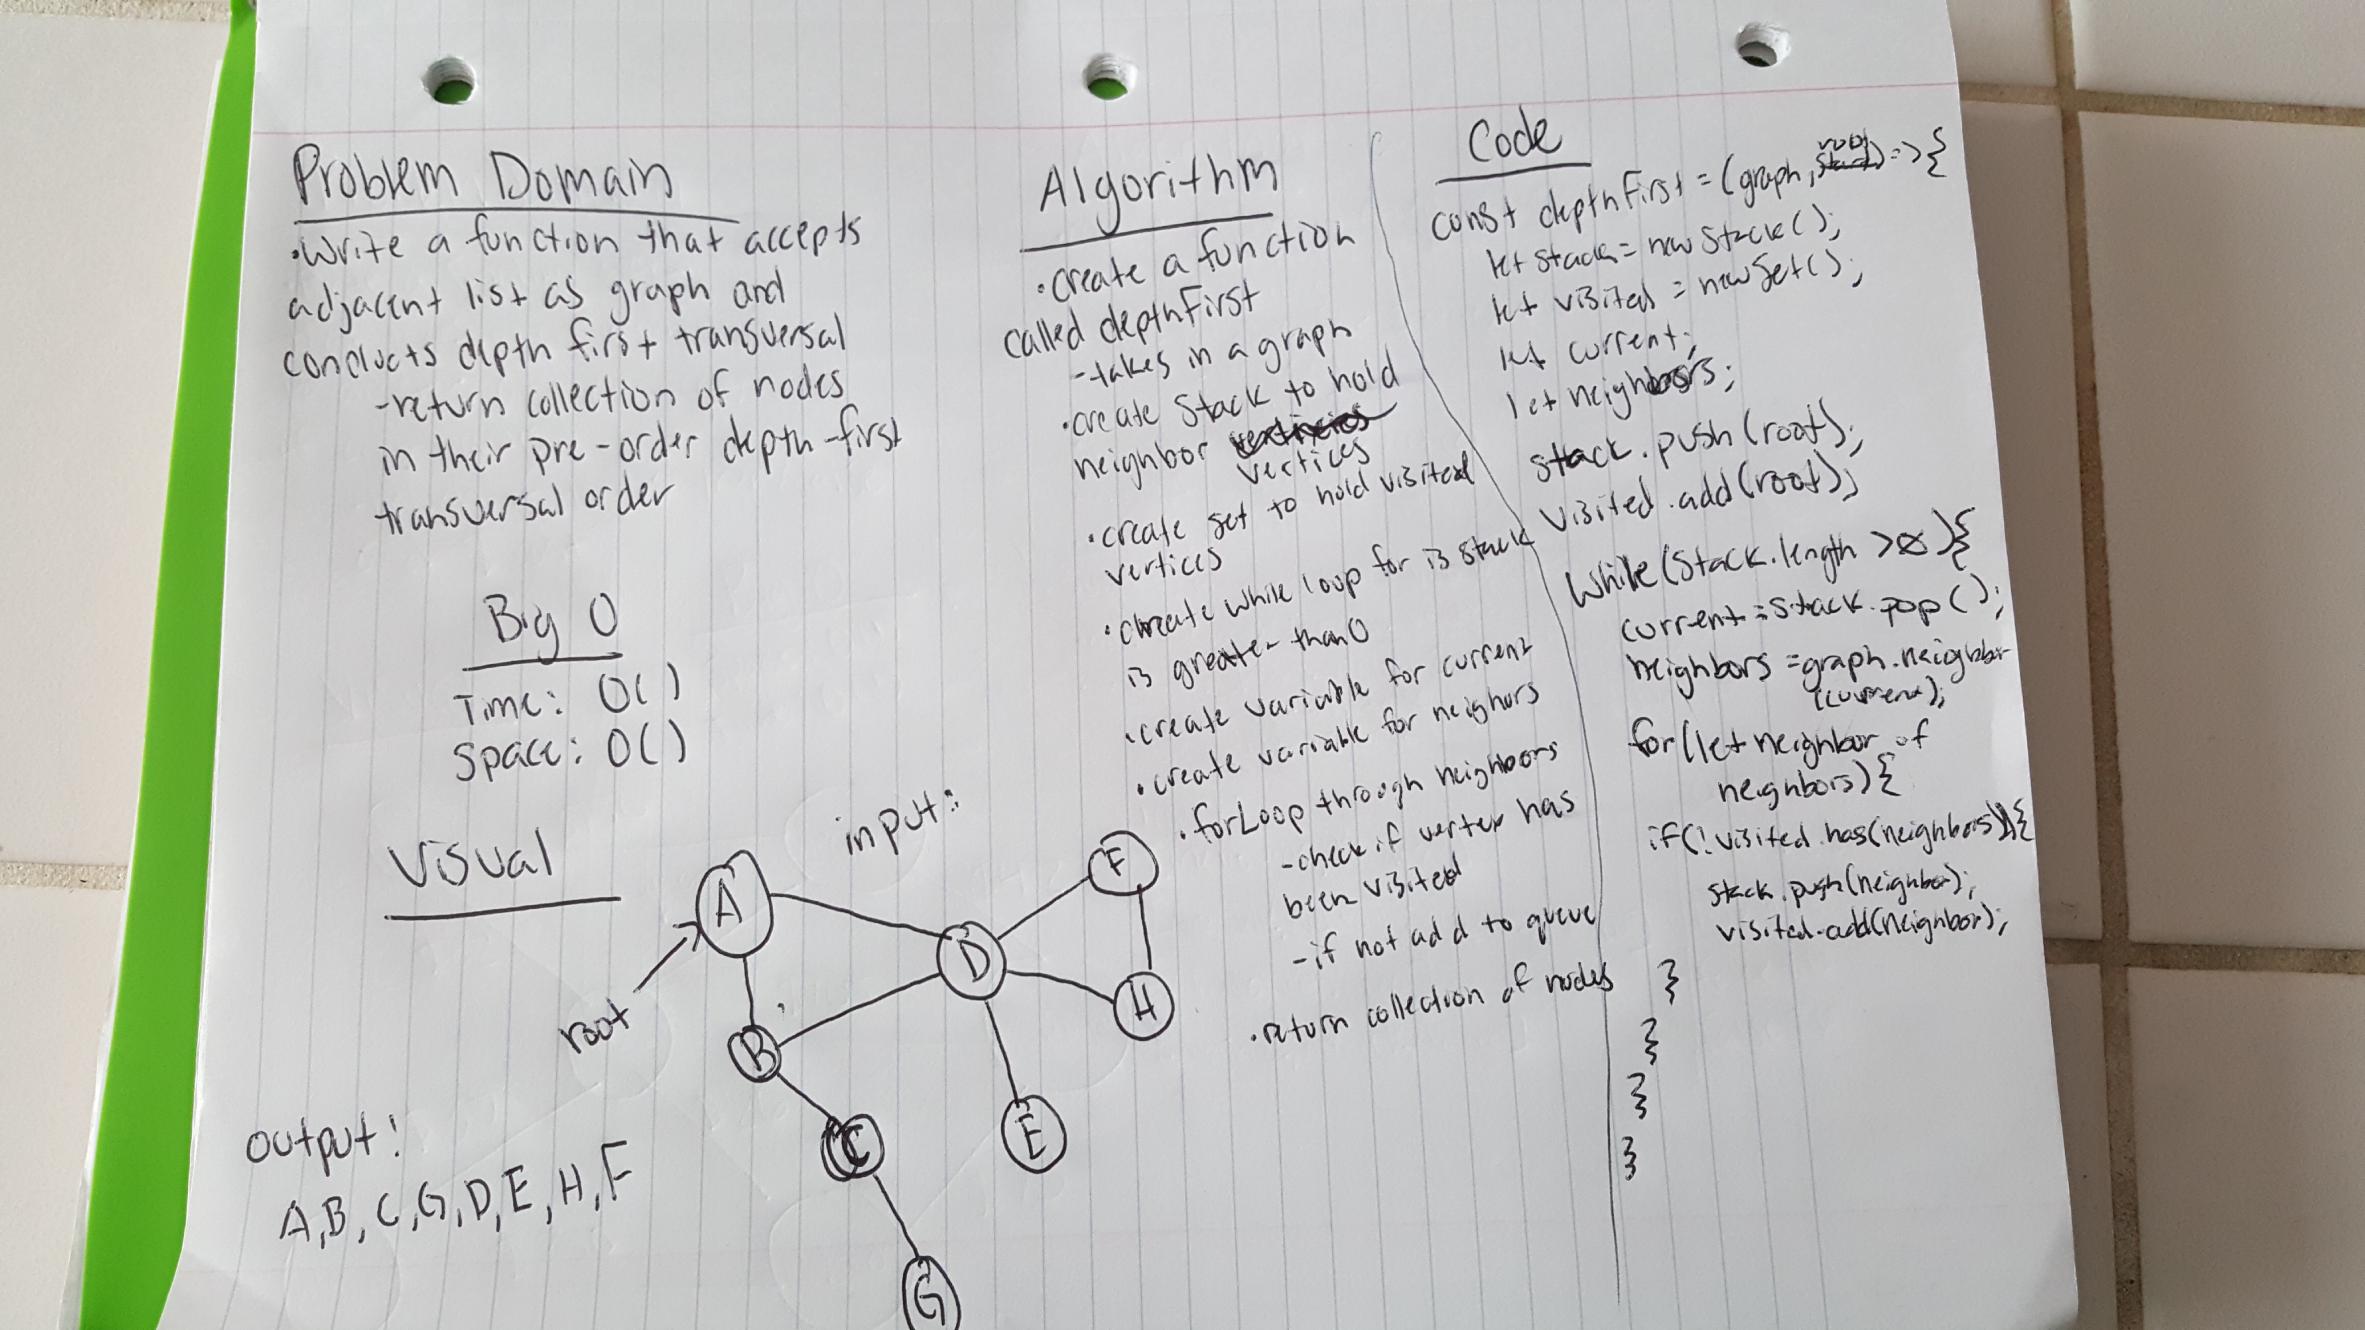 Problem Domain
• Write a function that accepts
adjacent list as graph and
conducts depth first transversal
- return collection of nodes
in their pre-order depth-first
transversal order
Big O
Time: O( )
Space: O( )
Visual
input:
A
F
D
H
root
B
C
E
G
output:
A, B, C, G, D, E, H, F
Algorithm
• create a function
called depthFirst
- takes in a graph
• create Stack to hold
neighbor
vertices
• create set to hold visited
vertices
• create while loop for is stack
is greater than 0
• create variable for current
• create variable for neighors
• forLoop through neighbors
- check if vertex has
been visited
- if not add to queue
• return collection of nodes
Code
root
const depthFirst = (graph, start) => {
let stack = new Stack();
let visited = new Set();
let current;
let neighbors;
stack.push(root);
visited.add(root);
while(stack.length > 0){
current = stack.pop();
neighbors = graph.neighbor
(current);
for(let neighbor of
neighbors){
if(!visited.has(neighbors)){
stack.push(neighbor);
visited.add(neighbor);
}
}
}
}